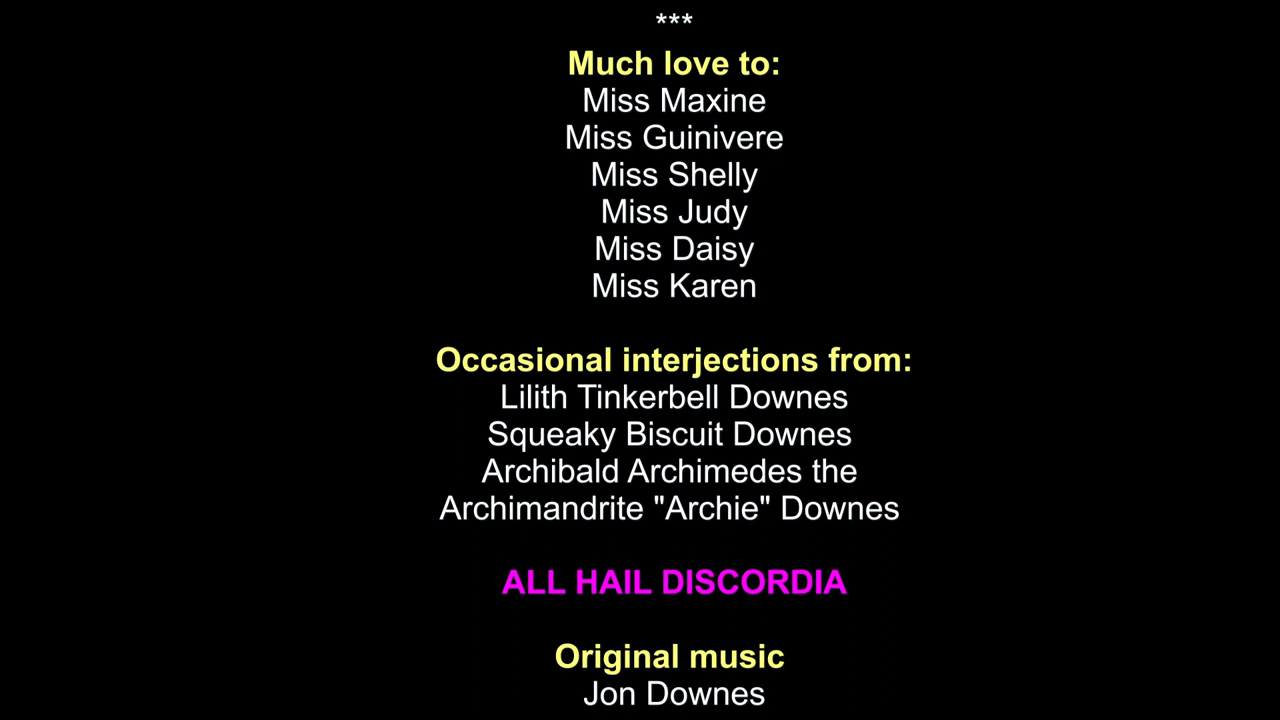 ***
Much love to:
Miss Maxine
Miss Guinivere
Miss Shelly
Miss Judy
Miss Daisy
Miss Karen
Occasional interjections from:
Lilith Tinkerbell Downes
Squeaky Biscuit Downes
Archibald Archimedes the
Archimandrite "Archie" Downes
ALL HAIL DISCORDIA
Original music
Jon Downes